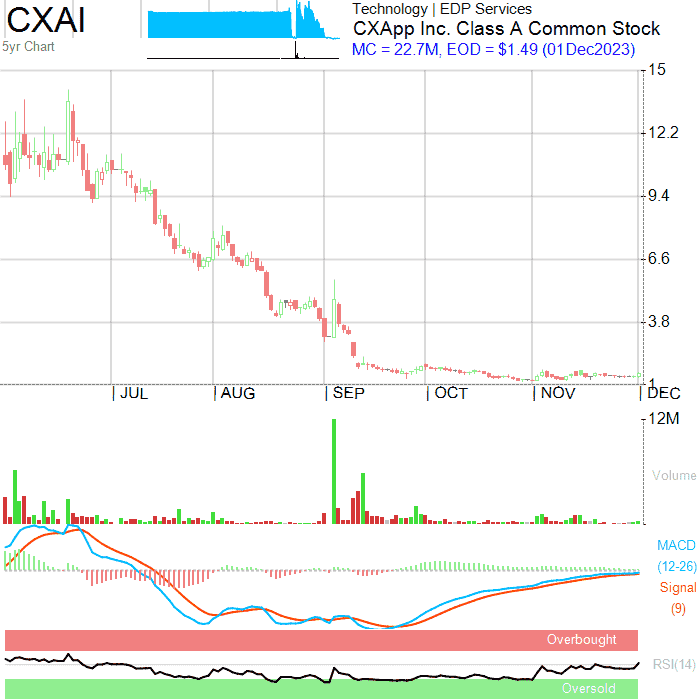 CXAI
5yr Chart
Technology | EDP Services
CXApp Inc. Class A Common Stock
MC = 22.7M, EOD = $1.49 (01Dec2023)
15
12.2
9.4
6.6
3.8
1
JUL
AUG
SEP
OCT
NOV
DEC
12M
Volume
MACD
(12-26)
Signal
(9)
Overbought
RSI(14)
Oversold